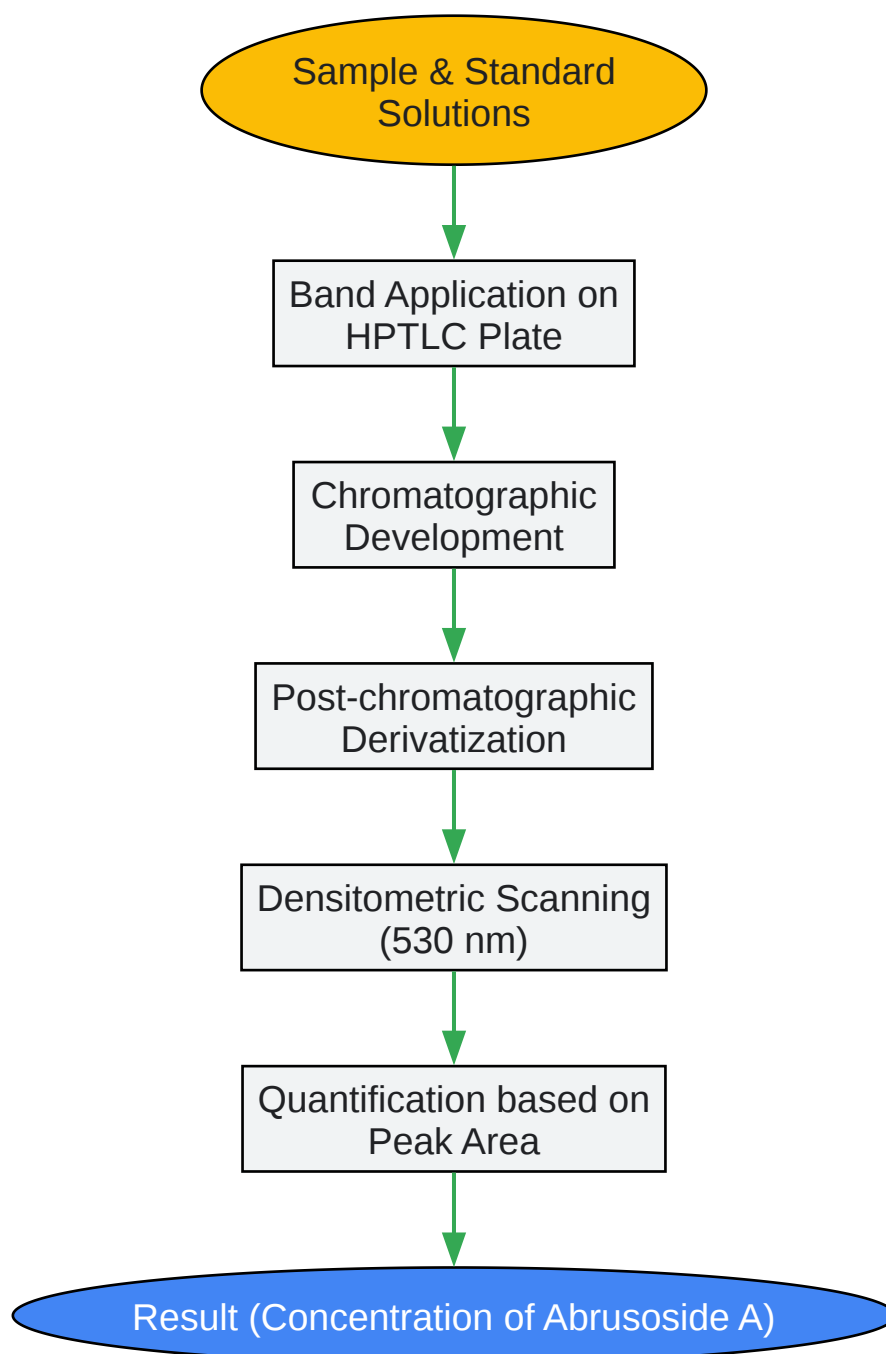 Sample & Standard
Solutions
Band Application on
HPTLC Plate
Chromatographic
Development
Post-chromatographic
Derivatization
Densitometric Scanning
(530 nm)
Quantification based on
Peak Area
Result (Concentration of Abrusoside A)